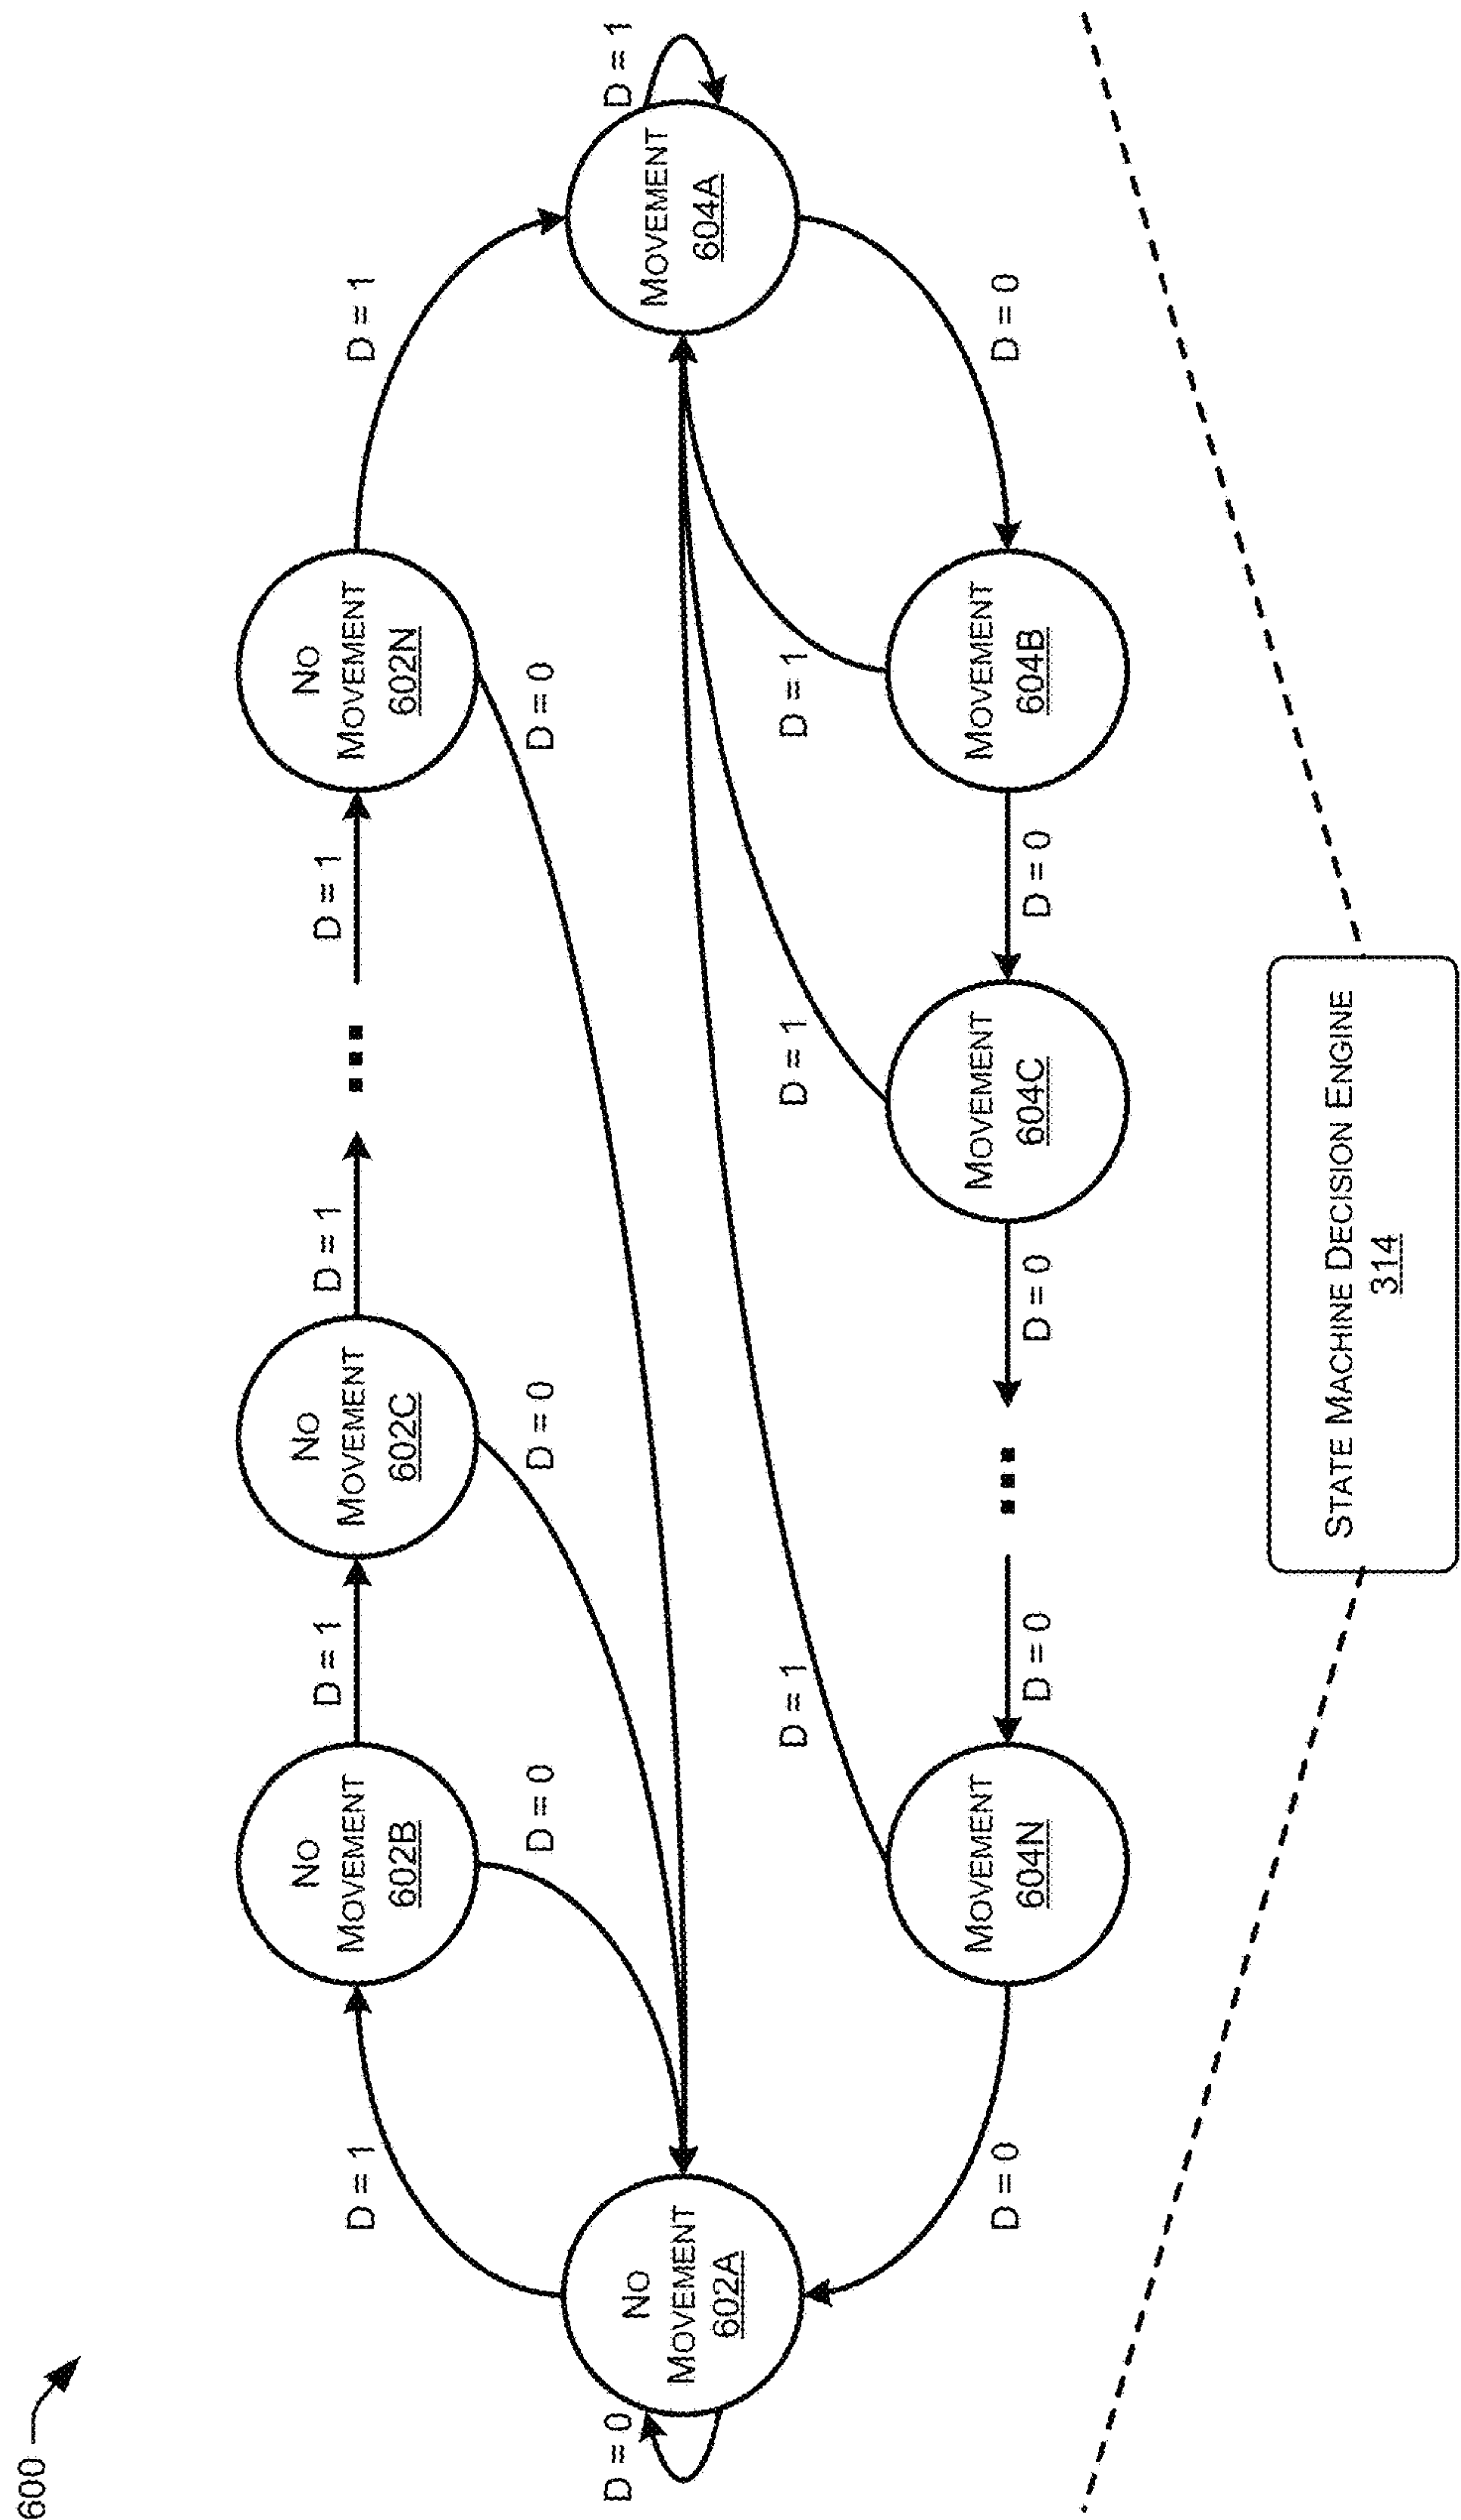 600
D = 1
D = 1
D = 1
D = 1
D = 1
NO
MOVEMENT
602B
NO
MOVEMENT
602C
NO
MOVEMENT
602N
D = 0
D = 0
D = 0
D = 0
NO
MOVEMENT
602A
MOVEMENT
604A
D = 1
D = 1
D = 1
D = 1
MOVEMENT
604N
MOVEMENT
604C
MOVEMENT
604B
D = 0
D = 0
D = 0
D = 0
D = 0
STATE MACHINE DECISION ENGINE
314